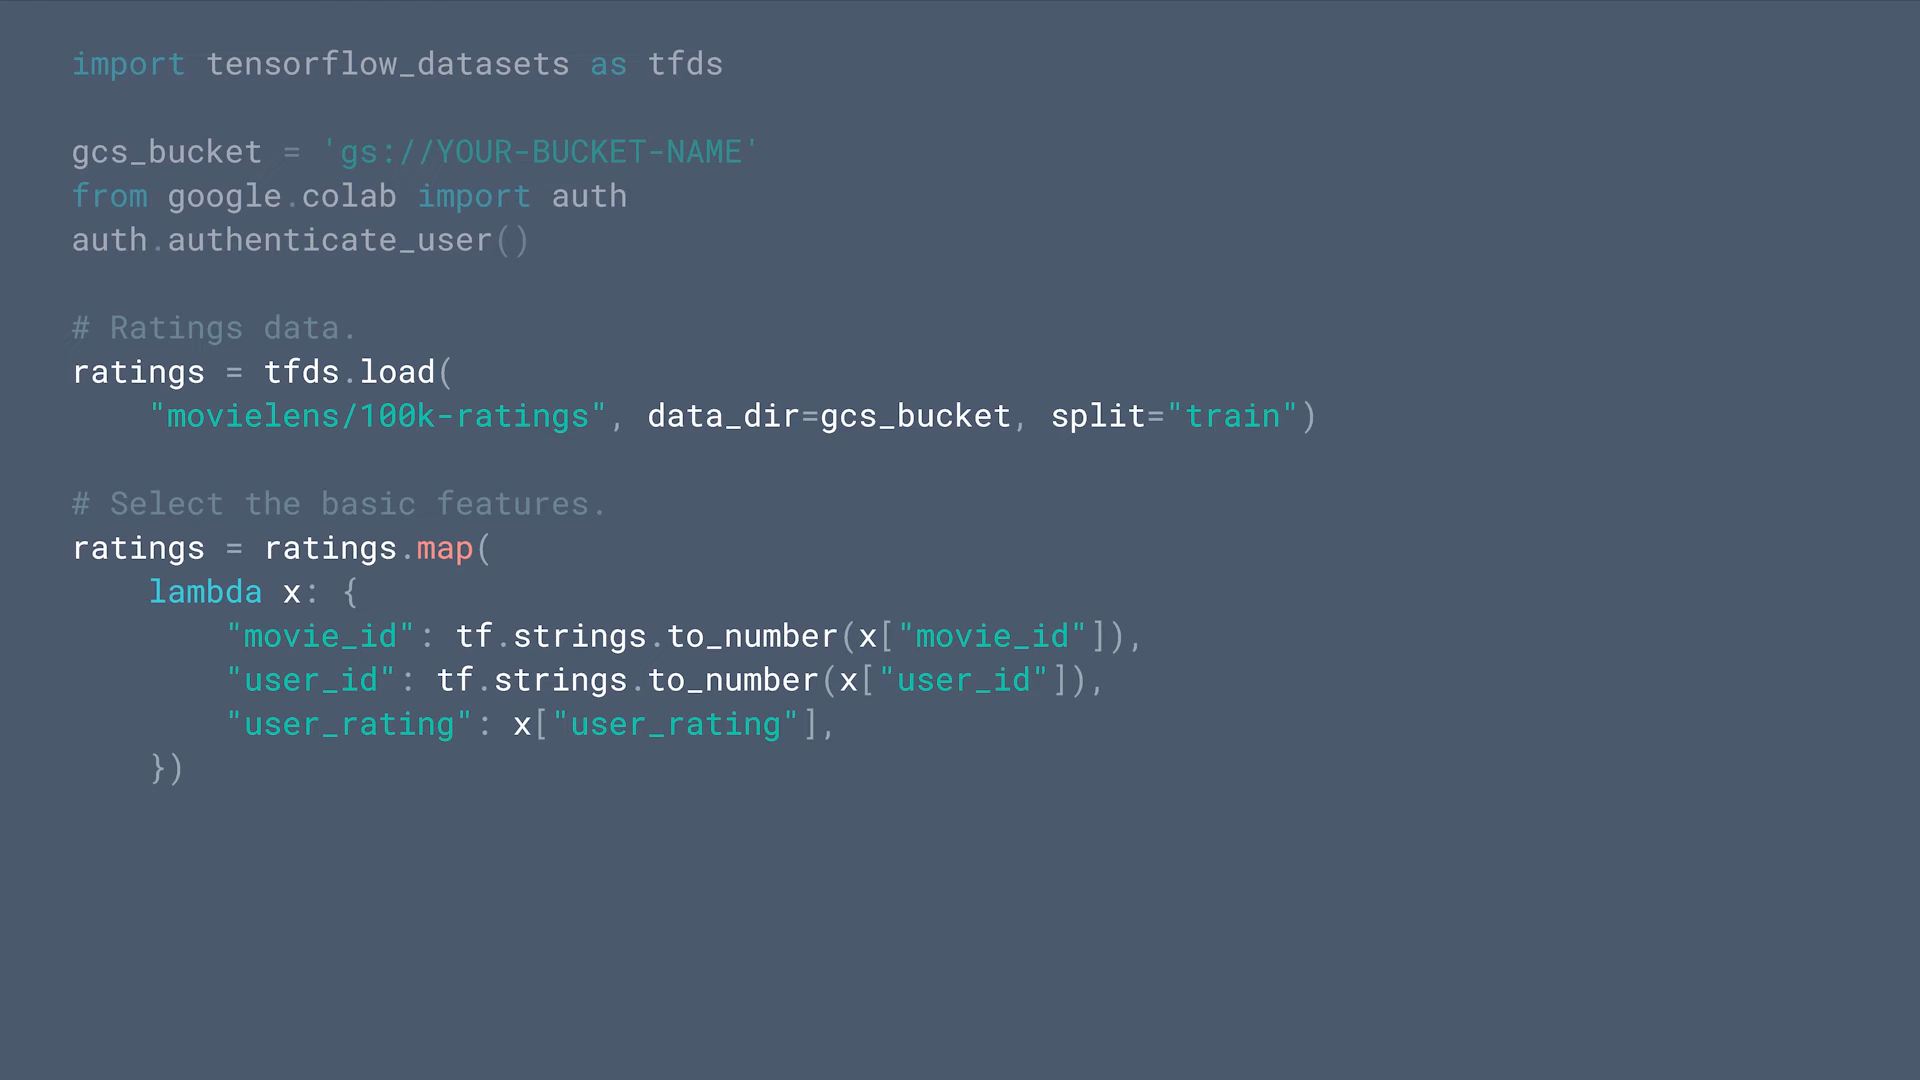 import tensorflow_datasets as tfds
gcs_bucket = 'gs://YOUR-BUCKET-NAME'
from google.colab import auth
auth.authenticate_user()
# Ratings data.
ratings = tfds.load(
    "movielens/100k-ratings", data_dir=gcs_bucket, split="train")
# Select the basic features.
ratings = ratings.map(
    lambda x: {
        "movie_id": tf.strings.to_number(x["movie_id"]),
        "user_id": tf.strings.to_number(x["user_id"]),
        "user_rating": x["user_rating"],
    })